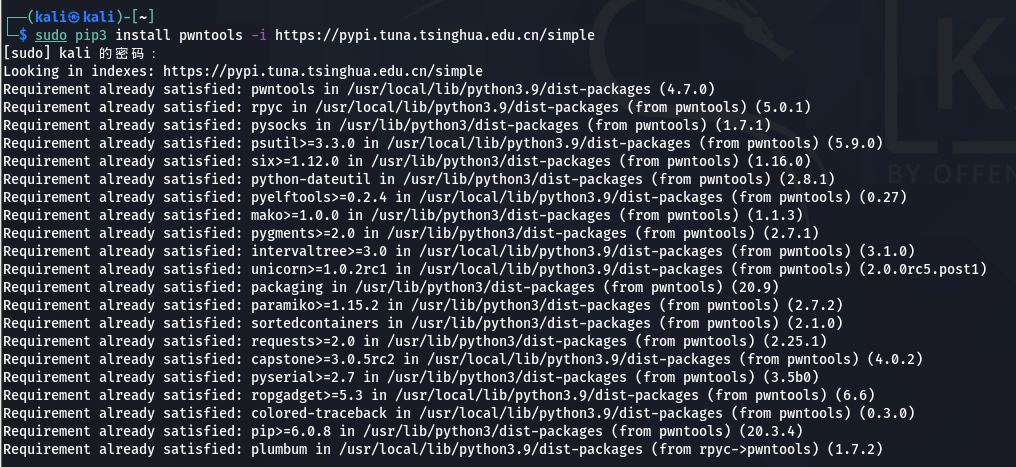 ┌──(kali㉿kali)-[~]
└─$ sudo pip3 install pwntools -i https://pypi.tuna.tsinghua.edu.cn/simple
[sudo] kali 的密码：
Looking in indexes: https://pypi.tuna.tsinghua.edu.cn/simple
Requirement already satisfied: pwntools in /usr/local/lib/python3.9/dist-packages (4.7.0)
Requirement already satisfied: rpyc in /usr/local/lib/python3.9/dist-packages (from pwntools) (5.0.1)
Requirement already satisfied: pysocks in /usr/lib/python3/dist-packages (from pwntools) (1.7.1)
Requirement already satisfied: psutil>=3.3.0 in /usr/local/lib/python3.9/dist-packages (from pwntools) (5.9.0)
Requirement already satisfied: six>=1.12.0 in /usr/lib/python3/dist-packages (from pwntools) (1.16.0)
Requirement already satisfied: python-dateutil in /usr/lib/python3/dist-packages (from pwntools) (2.8.1)
Requirement already satisfied: pyelftools>=0.2.4 in /usr/local/lib/python3.9/dist-packages (from pwntools) (0.27)
Requirement already satisfied: mako>=1.0.0 in /usr/lib/python3/dist-packages (from pwntools) (1.1.3)
Requirement already satisfied: pygments>=2.0 in /usr/lib/python3/dist-packages (from pwntools) (2.7.1)
Requirement already satisfied: intervaltree>=3.0 in /usr/local/lib/python3.9/dist-packages (from pwntools) (3.1.0)
Requirement already satisfied: unicorn>=1.0.2rc1 in /usr/local/lib/python3.9/dist-packages (from pwntools) (2.0.0rc5.post1)
Requirement already satisfied: packaging in /usr/lib/python3/dist-packages (from pwntools) (20.9)
Requirement already satisfied: paramiko>=1.15.2 in /usr/lib/python3/dist-packages (from pwntools) (2.7.2)
Requirement already satisfied: sortedcontainers in /usr/lib/python3/dist-packages (from pwntools) (2.1.0)
Requirement already satisfied: requests>=2.0 in /usr/lib/python3/dist-packages (from pwntools) (2.25.1)
Requirement already satisfied: capstone>=3.0.5rc2 in /usr/local/lib/python3.9/dist-packages (from pwntools) (4.0.2)
Requirement already satisfied: pyserial>=2.7 in /usr/lib/python3/dist-packages (from pwntools) (3.5b0)
Requirement already satisfied: ropgadget>=5.3 in /usr/local/lib/python3.9/dist-packages (from pwntools) (6.6)
Requirement already satisfied: colored-traceback in /usr/local/lib/python3.9/dist-packages (from pwntools) (0.3.0)
Requirement already satisfied: pip>=6.0.8 in /usr/lib/python3/dist-packages (from pwntools) (20.3.4)
Requirement already satisfied: plumbum in /usr/local/lib/python3.9/dist-packages (from rpyc->pwntools) (1.7.2)
K
BY OFFEN